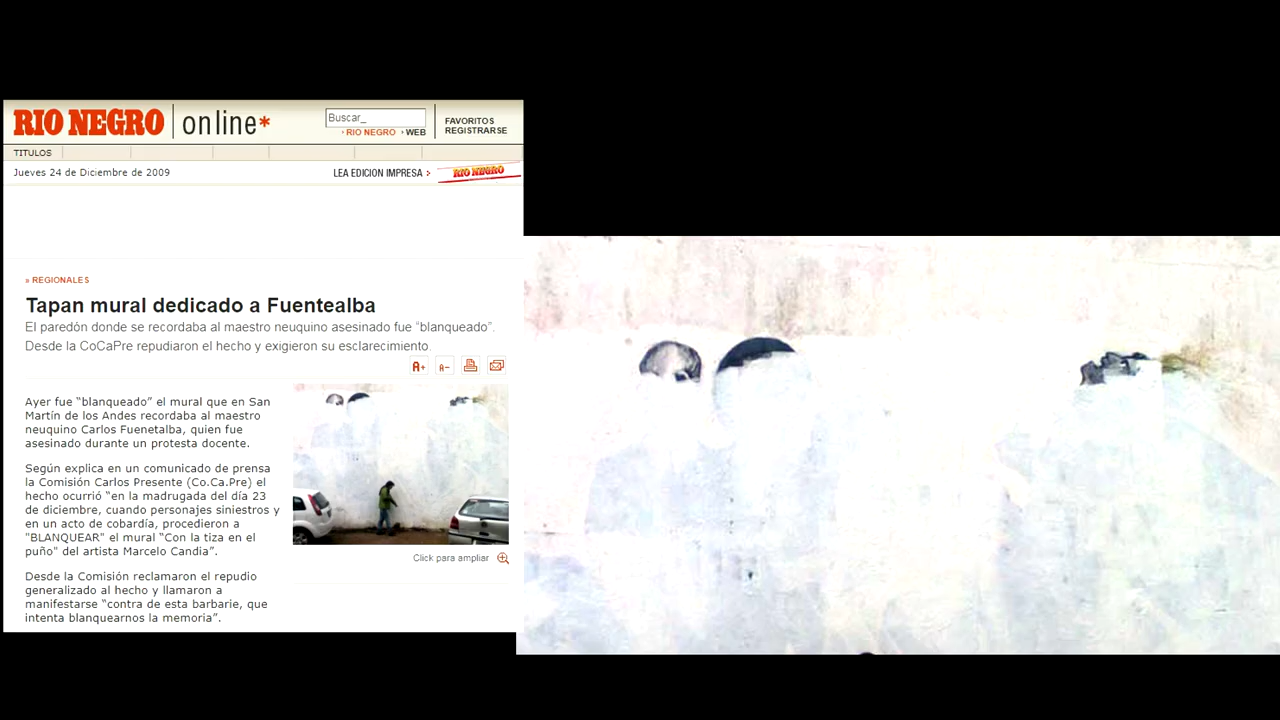 RIO NEGRO online*
Buscar_
› RIO NEGRO › WEB
FAVORITOS
REGISTRARSE
TITULOS
Jueves 24 de Diciembre de 2009
LEA EDICION IMPRESA › RIO NEGRO
» REGIONALES
Tapan mural dedicado a Fuentealba
El paredón donde se recordaba al maestro neuquino asesinado fue “blanqueado”.
Desde la CoCaPre repudiaron el hecho y exigieron su esclarecimiento.
A+ A−
Ayer fue “blanqueado” el mural que en San
Martín de los Andes recordaba al maestro
neuquino Carlos Fuenetalba, quien fue
asesinado durante un protesta docente.
Según explica en un comunicado de prensa
la Comisión Carlos Presente (Co.Ca.Pre) el
hecho ocurrió “en la madrugada del día 23
de diciembre, cuando personajes siniestros y
en un acto de cobardía, procedieron a
"BLANQUEAR" el mural “Con la tiza en el
puño” del artista Marcelo Candia”.
Click para ampliar
Desde la Comisión reclamaron el repudio
generalizado al hecho y llamaron a
manifestarse “contra de esta barbarie, que
intenta blanquearnos la memoria”.